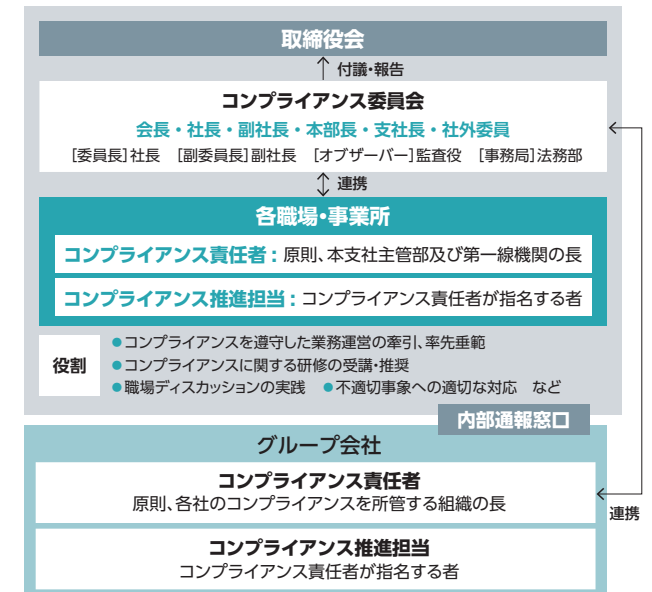 取締役会
付議・報告
コンプライアンス委員会
会長・社長・副社長・本部長・支社長・社外委員
［委員長］社長　［副委員長］副社長　［オブザーバー］監査役　［事務局］法務部
連携
各職場・事業所
コンプライアンス責任者：原則、本支社主管部及び第一線機関の長
コンプライアンス推進担当：コンプライアンス責任者が指名する者
役割
●コンプライアンスを遵守した業務運営の牽引、率先垂範
●コンプライアンスに関する研修の受講・推奨
●職場ディスカッションの実践　●不適切事象への適切な対応　など
内部通報窓口
グループ会社
コンプライアンス責任者
原則、各社のコンプライアンスを所管する組織の長
連携
コンプライアンス推進担当
コンプライアンス責任者が指名する者